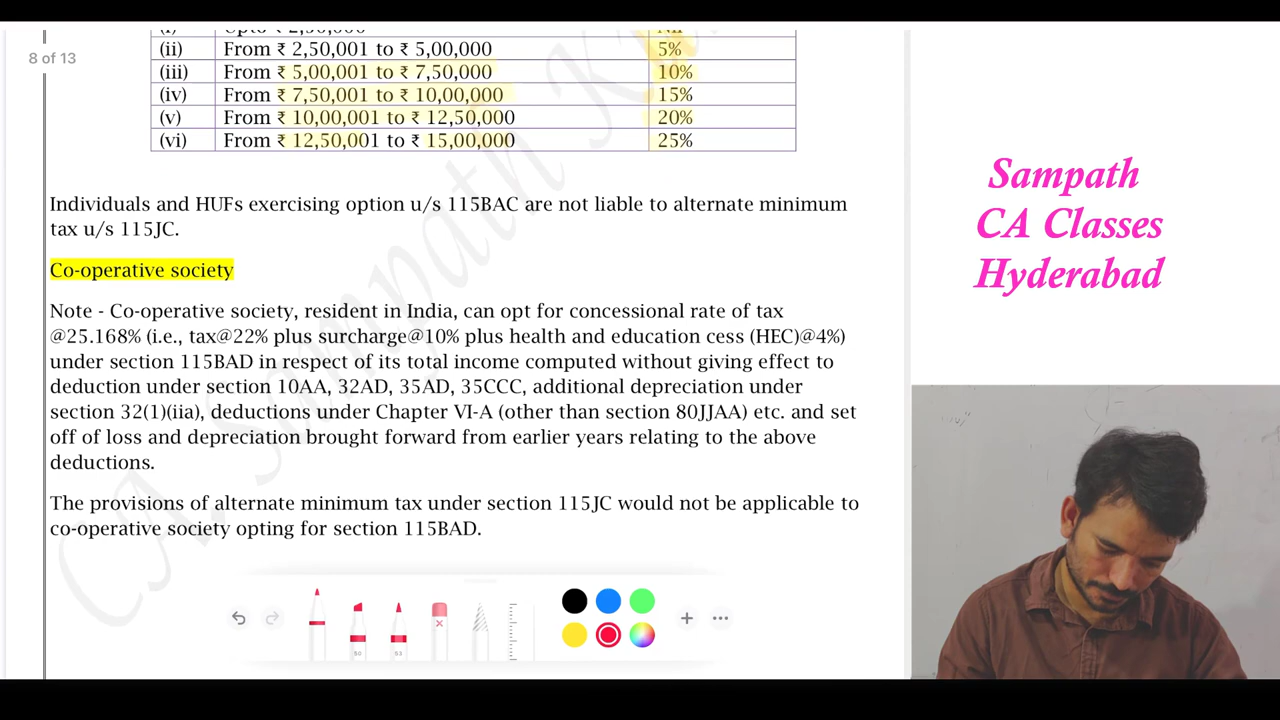 8 of 13
(i) Upto ₹ 2,50,000 Nil
(ii) From ₹ 2,50,001 to ₹ 5,00,000 5%
(iii) From ₹ 5,00,001 to ₹ 7,50,000 10%
(iv) From ₹ 7,50,001 to ₹ 10,00,000 15%
(v) From ₹ 10,00,001 to ₹ 12,50,000 20%
(vi) From ₹ 12,50,001 to ₹ 15,00,000 25%
Individuals and HUFs exercising option u/s 115BAC are not liable to alternate minimum
tax u/s 115JC.
Co-operative society
Note - Co-operative society, resident in India, can opt for concessional rate of tax
@25.168% (i.e., tax@22% plus surcharge@10% plus health and education cess (HEC)@4%)
under section 115BAD in respect of its total income computed without giving effect to
deduction under section 10AA, 32AD, 35AD, 35CCC, additional depreciation under
section 32(1)(iia), deductions under Chapter VI-A (other than section 80JJAA) etc. and set
off of loss and depreciation brought forward from earlier years relating to the above
deductions.
The provisions of alternate minimum tax under section 115JC would not be applicable to
co-operative society opting for section 115BAD.
CA. Sampath K
Sampath
CA Classes
Hyderabad